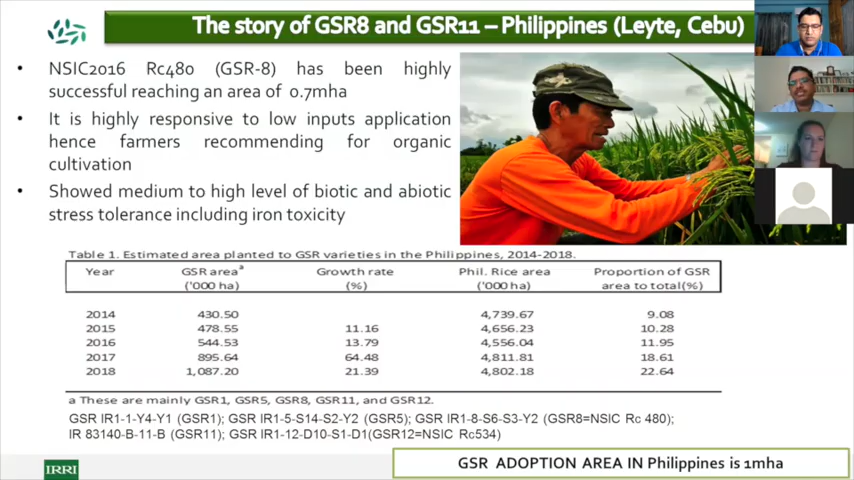 The story of GSR8 and GSR11 – Philippines (Leyte, Cebu)
• NSIC2016 Rc480 (GSR-8) has been highly
successful reaching an area of 0.7mha
• It is highly responsive to low inputs application
hence farmers recommending for organic
cultivation
• Showed medium to high level of biotic and abiotic
stress tolerance including iron toxicity
Table 1. Estimated area planted to GSR varieties in the Philippines, 2014-2018.
Year GSR area^a Growth rate Phil. Rice area Proportion of GSR
('000 ha) (%) ('000 ha) area to total(%)
2014 430.50 4,739.67 9.08
2015 478.55 11.16 4,656.23 10.28
2016 544.53 13.79 4,556.04 11.95
2017 895.64 64.48 4,811.81 18.61
2018 1,087.20 21.39 4,802.18 22.64
a These are mainly GSR1, GSR5, GSR8, GSR11, and GSR12.
GSR IR1-1-Y4-Y1 (GSR1); GSR IR1-5-S14-S2-Y2 (GSR5); GSR IR1-8-S6-S3-Y2 (GSR8=NSIC Rc 480);
IR 83140-B-11-B (GSR11); GSR IR1-12-D10-S1-D1(GSR12=NSIC Rc534)
IRRI
GSR ADOPTION AREA IN Philippines is 1mha